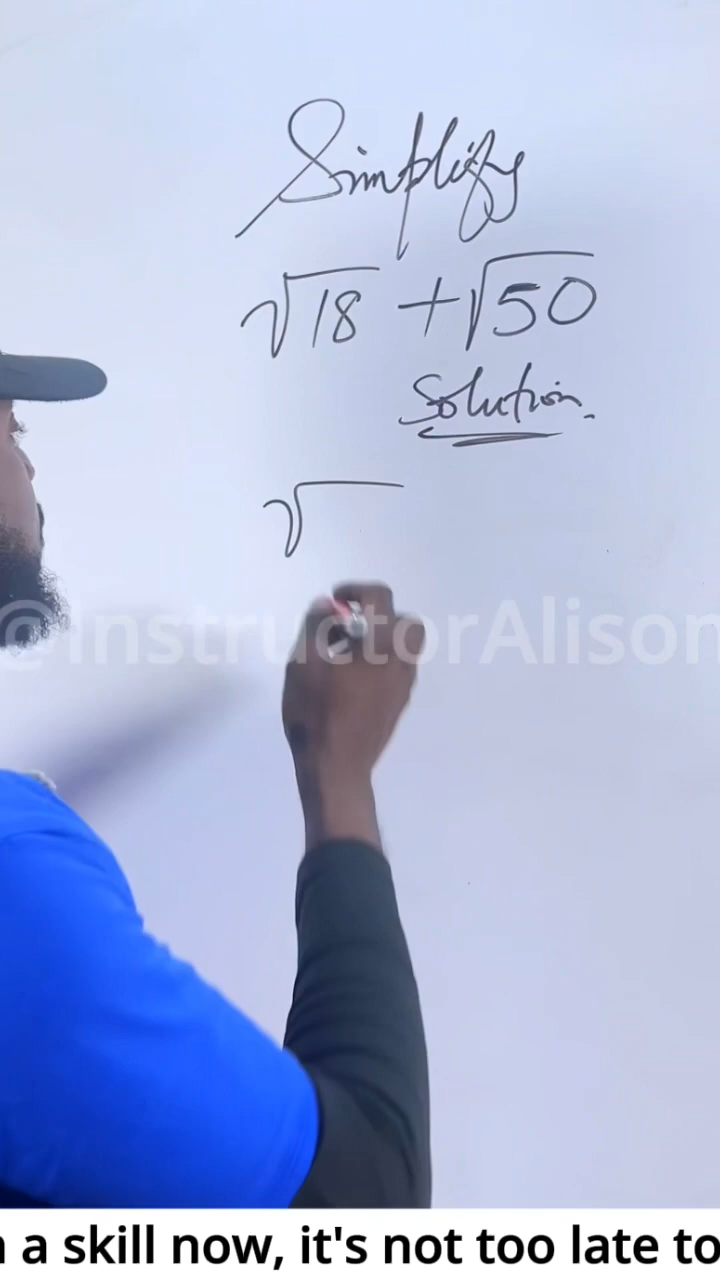 Simplify
√18 + √50
Solution.
√
@InstructorAlison
a skill now, it's not too late to